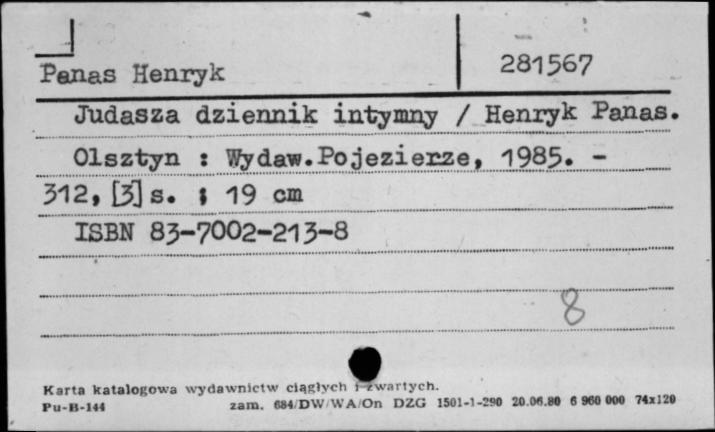 Panas Henryk 281567
Judasza dziennik intymny / Henryk Panas.
Olsztyn : Wydaw.Pojezierze, 1985. -
312, [3] s. ; 19 cm
ISBN 83-7002-213-8
8
Karta katalogowa wydawnictw ciągłych i zwartych.
Pu-B-144 zam. 684/DW/WA/On DZG 1501-1-290 20.06.80 6 960 000 74x120